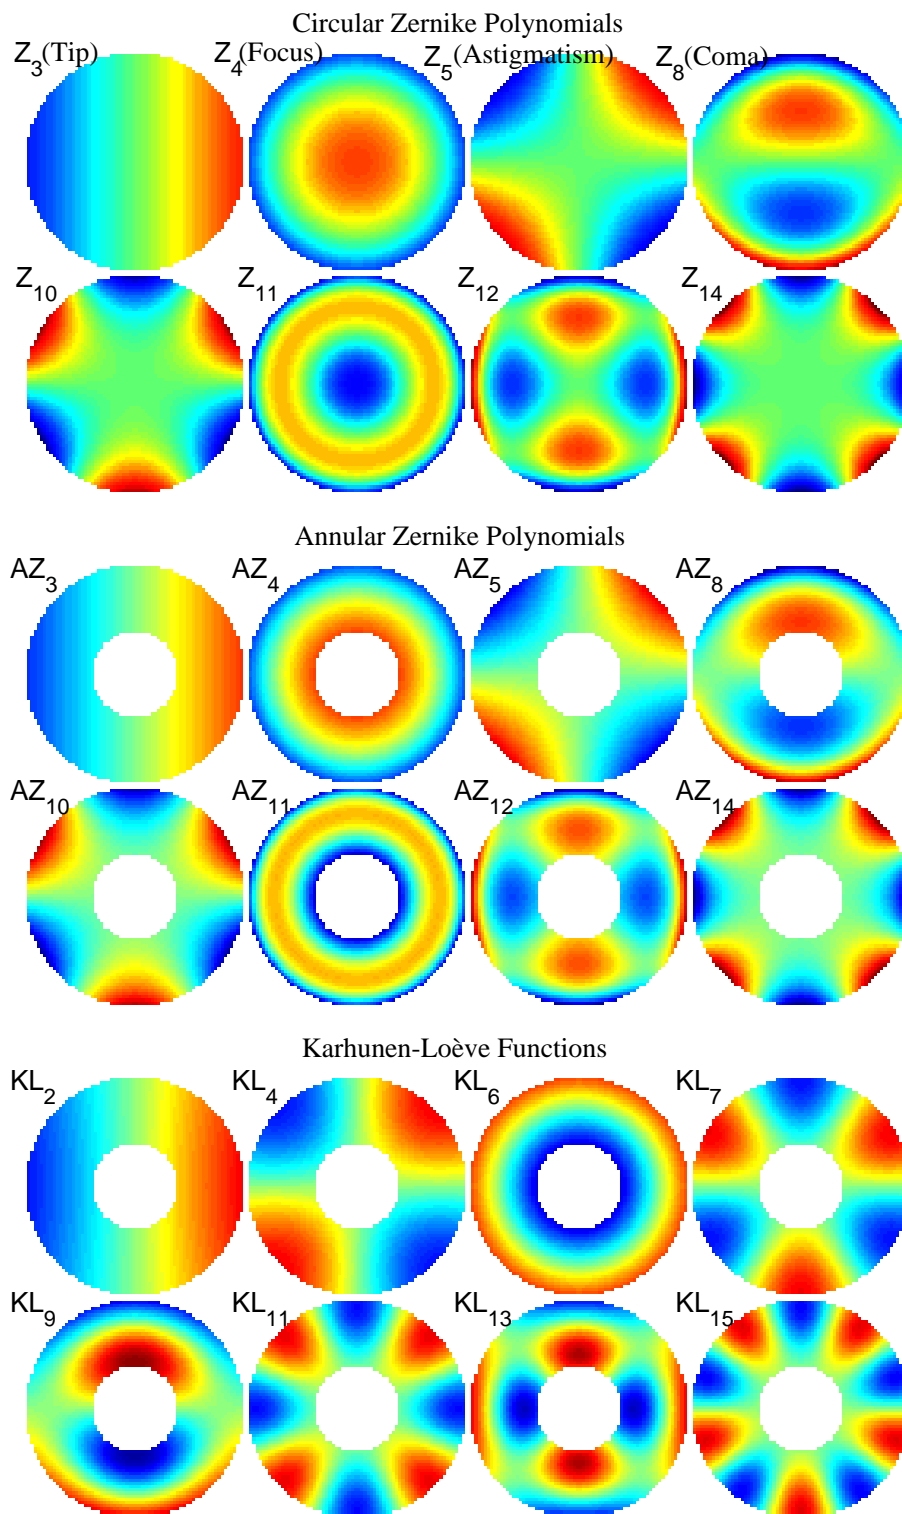 Circular Zernike Polynomials
Z3(Tip) Z4(Focus) Z5(Astigmatism) Z8(Coma)
Z10 Z11 Z12 Z14
Annular Zernike Polynomials
AZ3 AZ4 AZ5 AZ8
AZ10 AZ11 AZ12 AZ14
Karhunen-Loève Functions
KL2 KL4 KL6 KL7
KL9 KL11 KL13 KL15